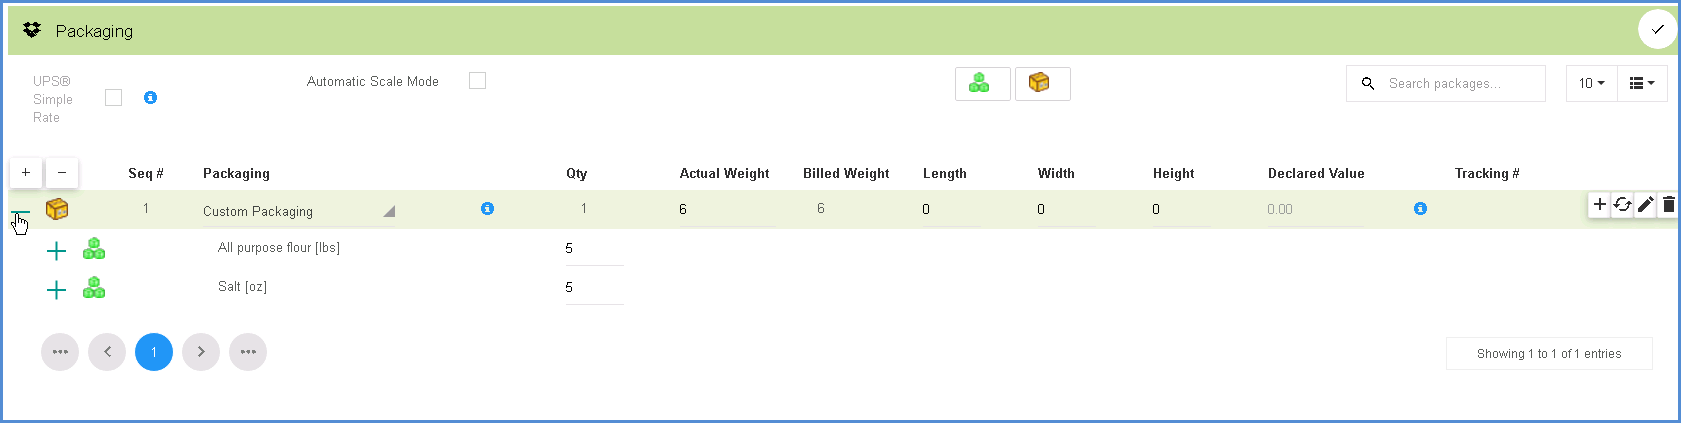 Packaging
UPS®
Simple
Rate
Automatic Scale Mode
Search packages...
10
+ − Seq # Packaging Qty Actual Weight Billed Weight Length Width Height Declared Value Tracking #
1 Custom Packaging 1 6 6 0 0 0 0.00
All purpose flour [lbs] 5
Salt [oz] 5
1
Showing 1 to 1 of 1 entries